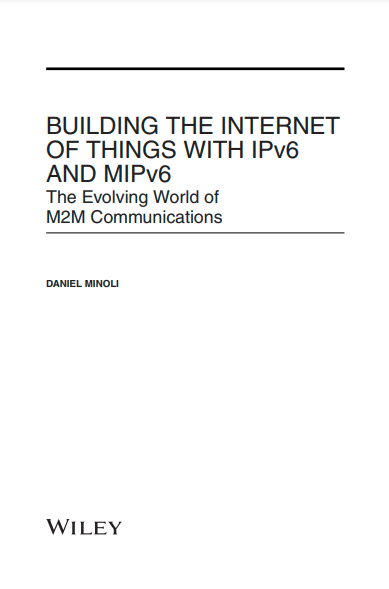 BUILDING THE INTERNET
OF THINGS WITH IPv6
AND MIPv6
The Evolving World of
M2M Communications
DANIEL MINOLI
WILEY